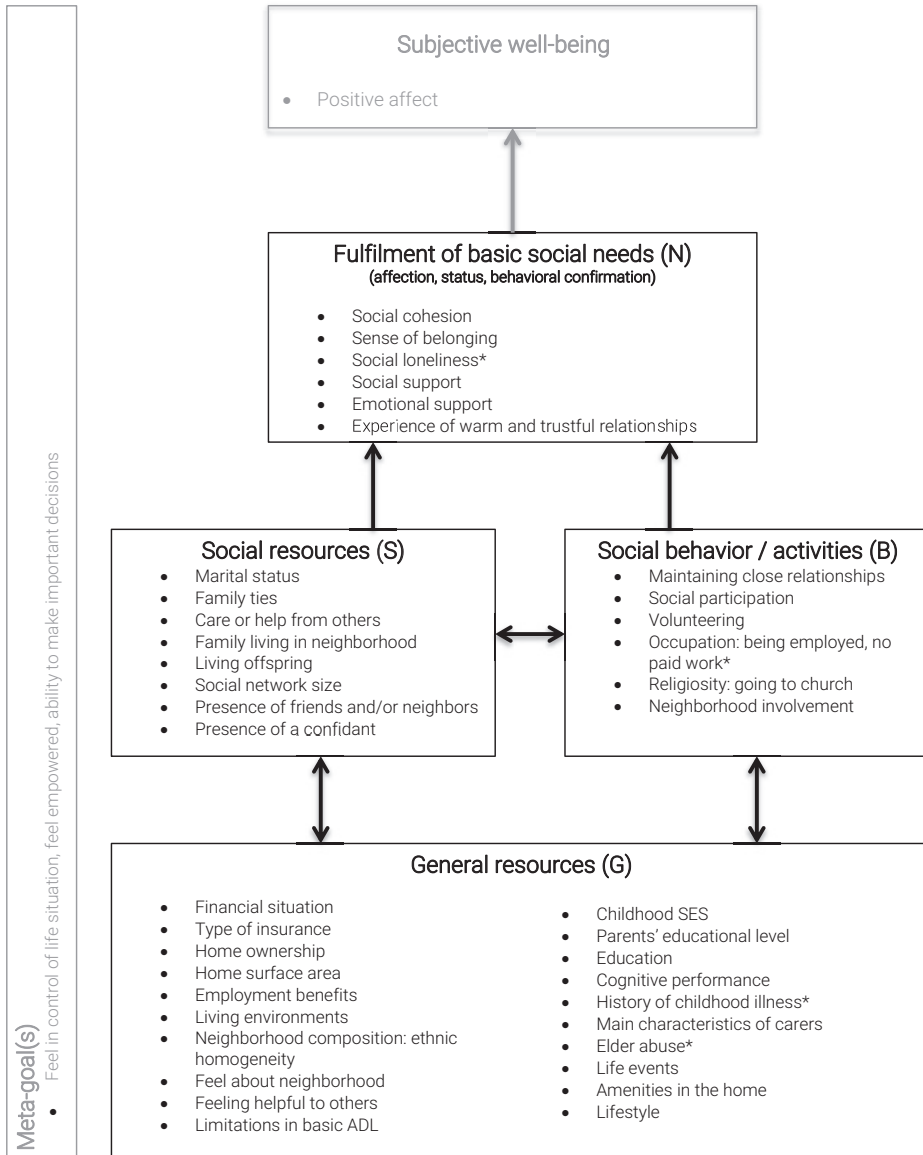 Subjective well-being
• Positive affect
Fulfilment of basic social needs (N)
(affection, status, behavioral confirmation)
• Social cohesion
• Sense of belonging
• Social loneliness*
• Social support
• Emotional support
• Experience of warm and trustful relationships
Social resources (S)
• Marital status
• Family ties
• Care or help from others
• Family living in neighborhood
• Living offspring
• Social network size
• Presence of friends and/or neighbors
• Presence of a confidant
Social behavior / activities (B)
• Maintaining close relationships
• Social participation
• Volunteering
• Occupation: being employed, no
paid work*
• Religiosity: going to church
• Neighborhood involvement
General resources (G)
• Financial situation
• Type of insurance
• Home ownership
• Home surface area
• Employment benefits
• Living environments
• Neighborhood composition: ethnic
homogeneity
• Feel about neighborhood
• Feeling helpful to others
• Limitations in basic ADL
• Childhood SES
• Parents' educational level
• Education
• Cognitive performance
• History of childhood illness*
• Main characteristics of carers
• Elder abuse*
• Life events
• Amenities in the home
• Lifestyle
Meta-goal(s)
• Feel in control of life situation, feel empowered, ability to make important decisions